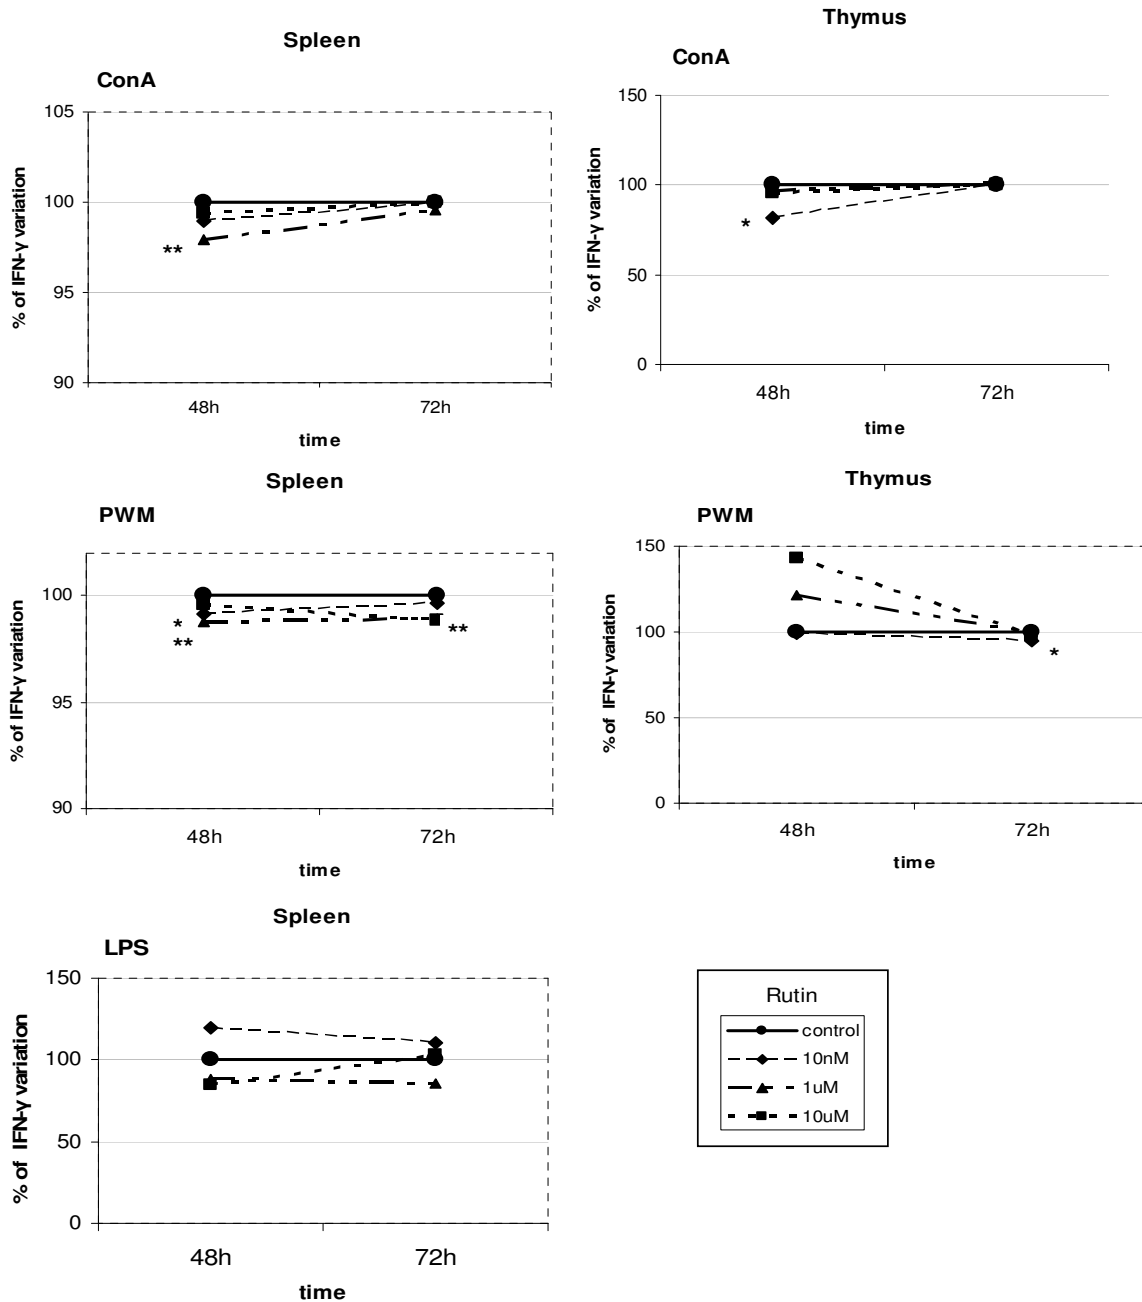 Spleen
ConA
% of IFN-γ variation
105
100
95
90
**
48h
72h
time
Thymus
ConA
% of IFN-γ variation
150
100
50
0
*
48h
72h
time
Spleen
PWM
% of IFN-γ variation
100
95
90
*
**
**
48h
72h
time
Thymus
PWM
% of IFN-γ variation
150
100
50
0
*
48h
72h
time
Spleen
LPS
% of IFN-γ variation
150
100
50
0
48h
72h
time
Rutin
control
10nM
1uM
10uM